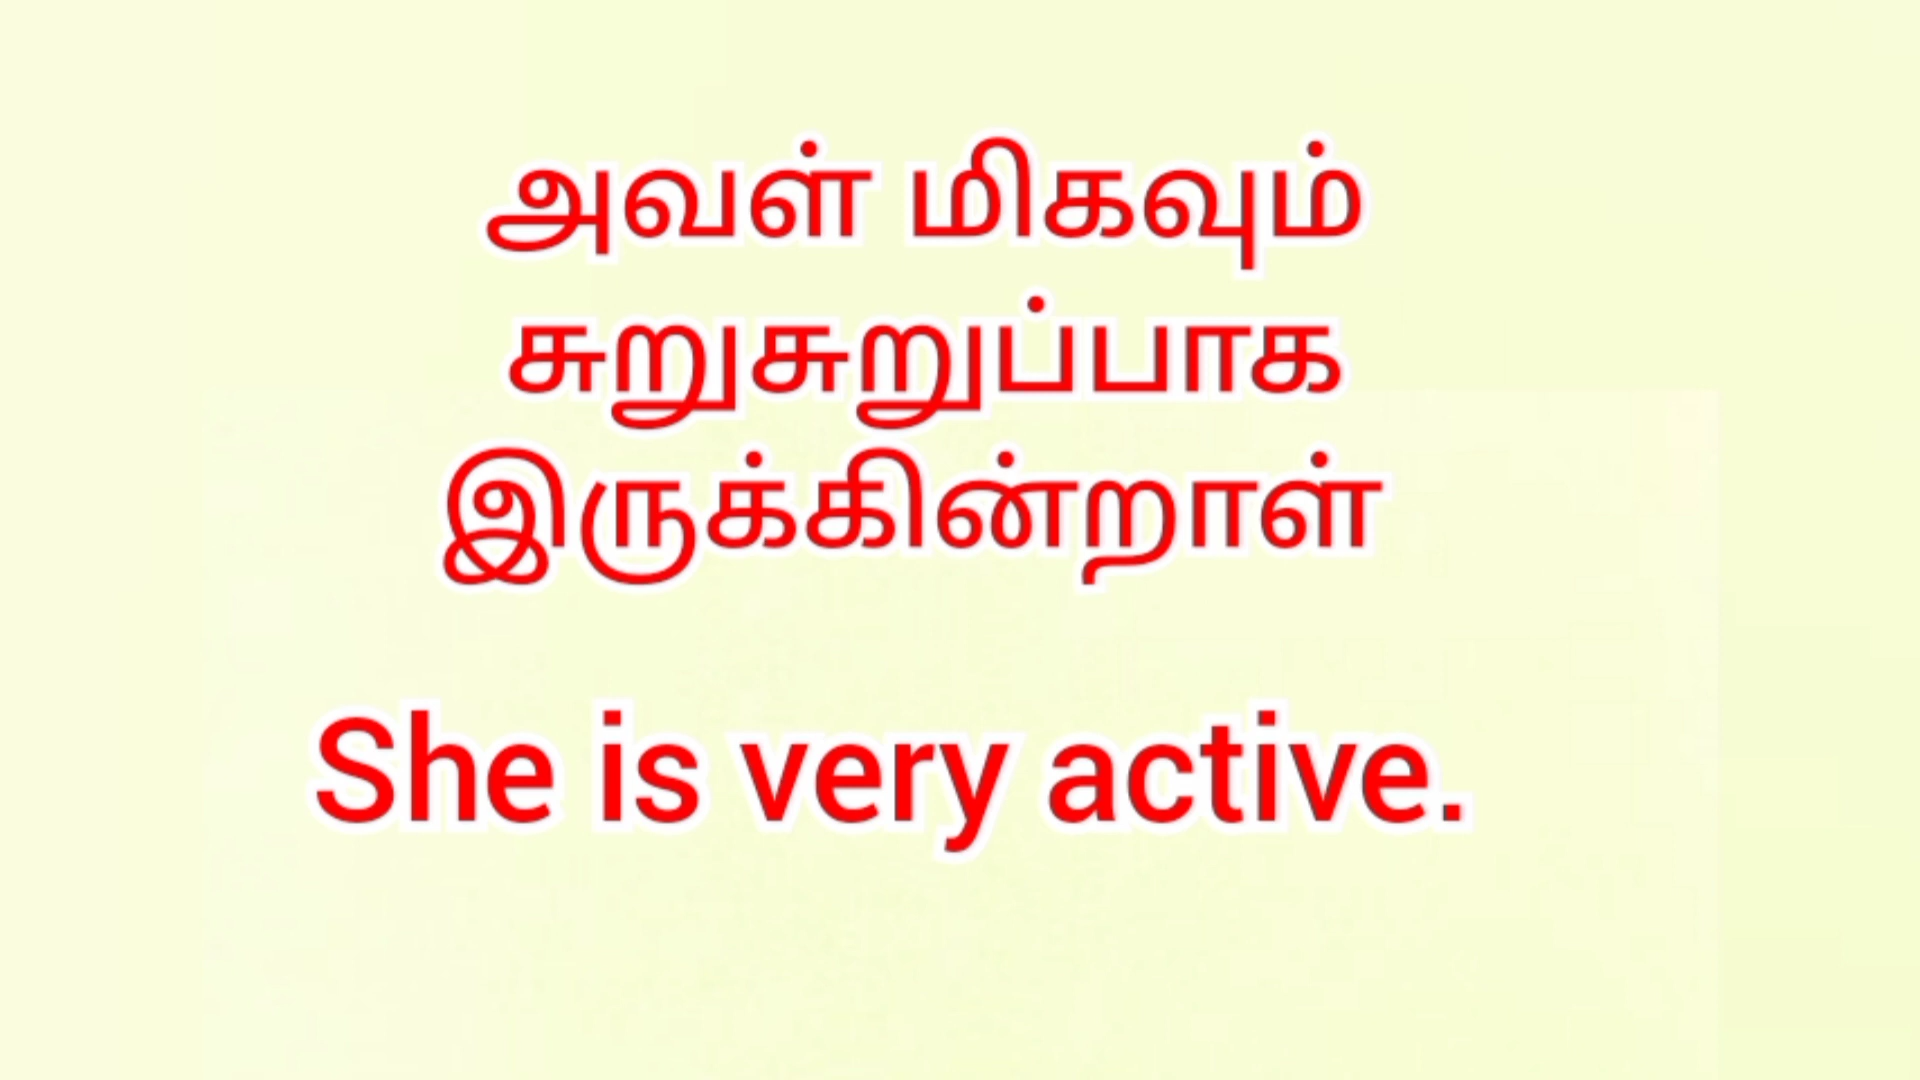 அவள் மிகவும்
சுறுசுறுப்பாக
இருக்கின்றாள்
She is very active.